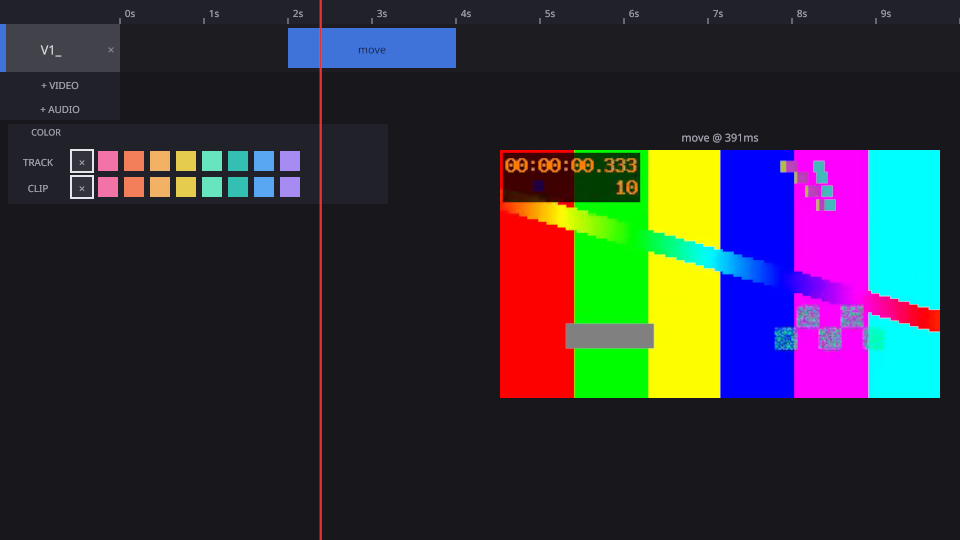 0s 1s 2s 3s 4s 5s 6s 7s 8s 9s
V1_ ×
move
+ VIDEO
+ AUDIO
COLOR
TRACK ×
CLIP ×
move @ 391ms
00:00:00.333
10